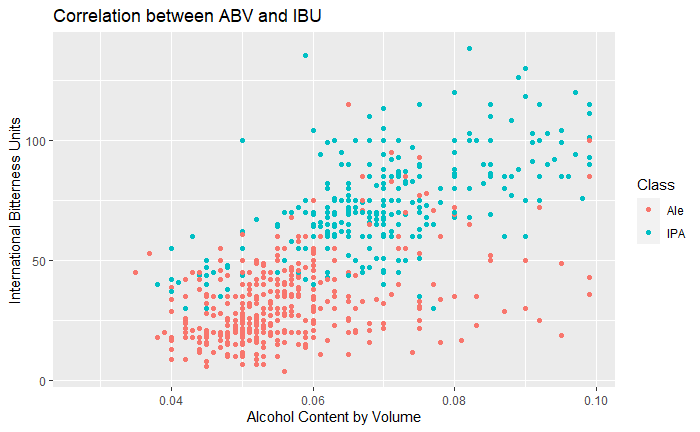 Correlation between ABV and IBU
International Bitterness Units
100
50
0
0.04
0.06
0.08
0.10
Alcohol Content by Volume
Class
Ale
IPA